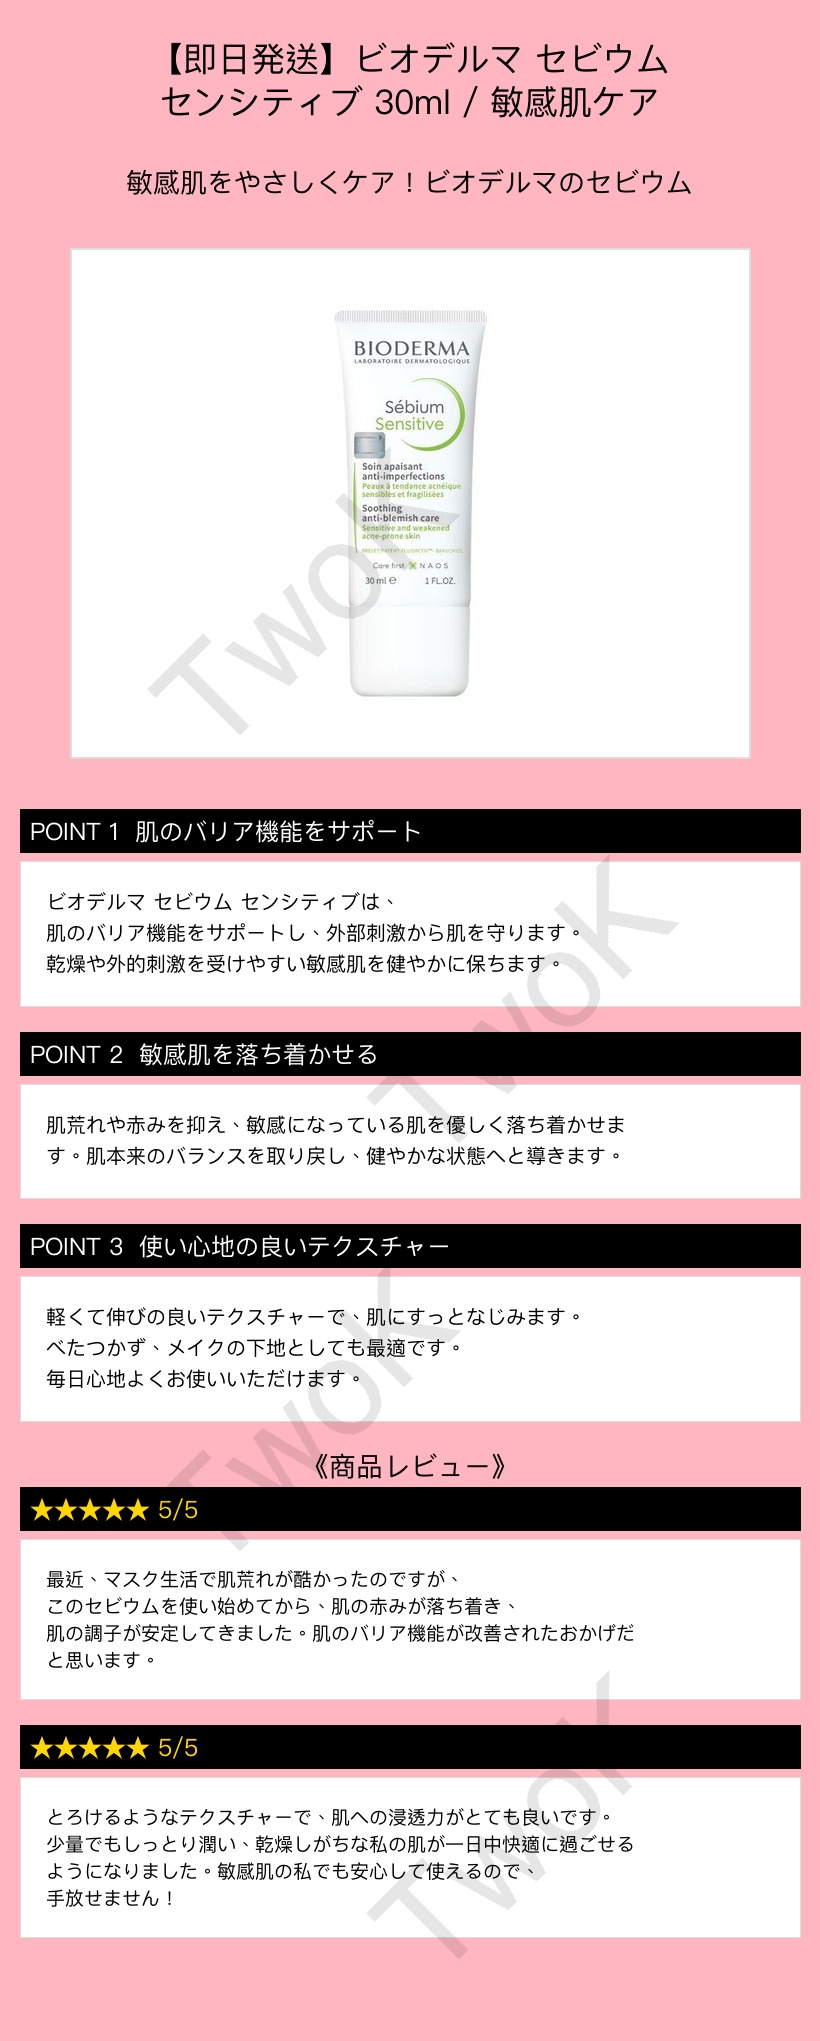 【即日発送】ビオデルマ セビウム
センシティブ 30ml / 敏感肌ケア
敏感肌をやさしくケア！ビオデルマのセビウム
BIODERMA
LABORATOIRE DERMATOLOGIQUE
Sébium
Sensitive
Soin apaisant
anti-imperfections
Peaux à tendance acnéique
sensibles et fragilisées
Soothing
anti-blemish care
Sensitive and weakened
acne-prone skin
BREVET/PATENT FLUIDACTIV™- BAKUCHIOL
Care first. NAOS
30 ml ℮ 1 FL.OZ.
TwoK
POINT 1 肌のバリア機能をサポート
ビオデルマ セビウム センシティブは、
肌のバリア機能をサポートし、外部刺激から肌を守ります。
乾燥や外的刺激を受けやすい敏感肌を健やかに保ちます。
TwoK
POINT 2 敏感肌を落ち着かせる
肌荒れや赤みを抑え、敏感になっている肌を優しく落ち着かせま
す。肌本来のバランスを取り戻し、健やかな状態へと導きます。
POINT 3 使い心地の良いテクスチャー
軽くて伸びの良いテクスチャーで、肌にすっとなじみます。
べたつかず、メイクの下地としても最適です。
毎日心地よくお使いいただけます。
TwoK
《商品レビュー》
★★★★★ 5/5
最近、マスク生活で肌荒れが酷かったのですが、
このセビウムを使い始めてから、肌の赤みが落ち着き、
肌の調子が安定してきました。肌のバリア機能が改善されたおかげだ
と思います。
★★★★★ 5/5
とろけるようなテクスチャーで、肌への浸透力がとても良いです。
少量でもしっとり潤い、乾燥しがちな私の肌が一日中快適に過ごせる
ようになりました。敏感肌の私でも安心して使えるので、
手放せません！
TwoK